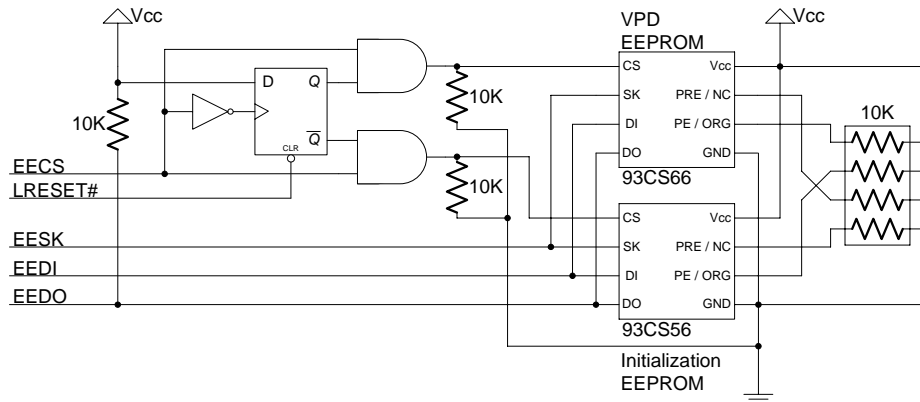 Vcc
VPD
EEPROM
Vcc
D
Q
CS
Vcc
10K
SK
PRE / NC
10K
10K
DI
PE / ORG
Q
CLR
DO
GND
EECS
10K
93CS66
LRESET#
CS
Vcc
EESK
SK
PRE / NC
EEDI
DI
PE / ORG
EEDO
DO
GND
93CS56
Initialization
EEPROM